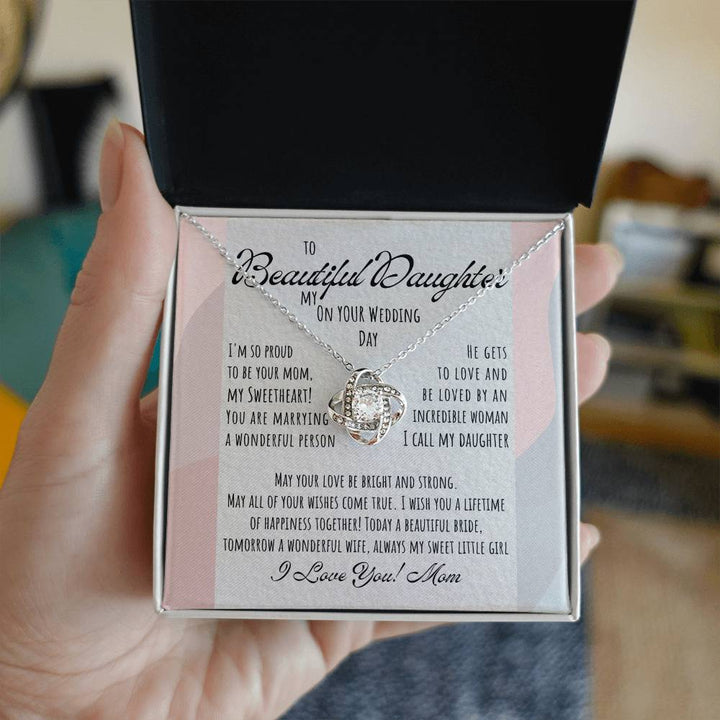 TO
Beautiful Daughter
MY
ON YOUR WEDDING
DAY
I'M SO PROUD
TO BE YOUR MOM,
MY SWEETHEART!
YOU ARE MARRYING
A WONDERFUL PERSON
HE GETS
TO LOVE AND
BE LOVED BY AN
INCREDIBLE WOMAN
I CALL MY DAUGHTER
MAY YOUR LOVE BE BRIGHT AND STRONG.
MAY ALL OF YOUR WISHES COME TRUE. I WISH YOU A LIFETIME
OF HAPPINESS TOGETHER! TODAY A BEAUTIFUL BRIDE,
TOMORROW A WONDERFUL WIFE, ALWAYS MY SWEET LITTLE GIRL
I Love You! Mom